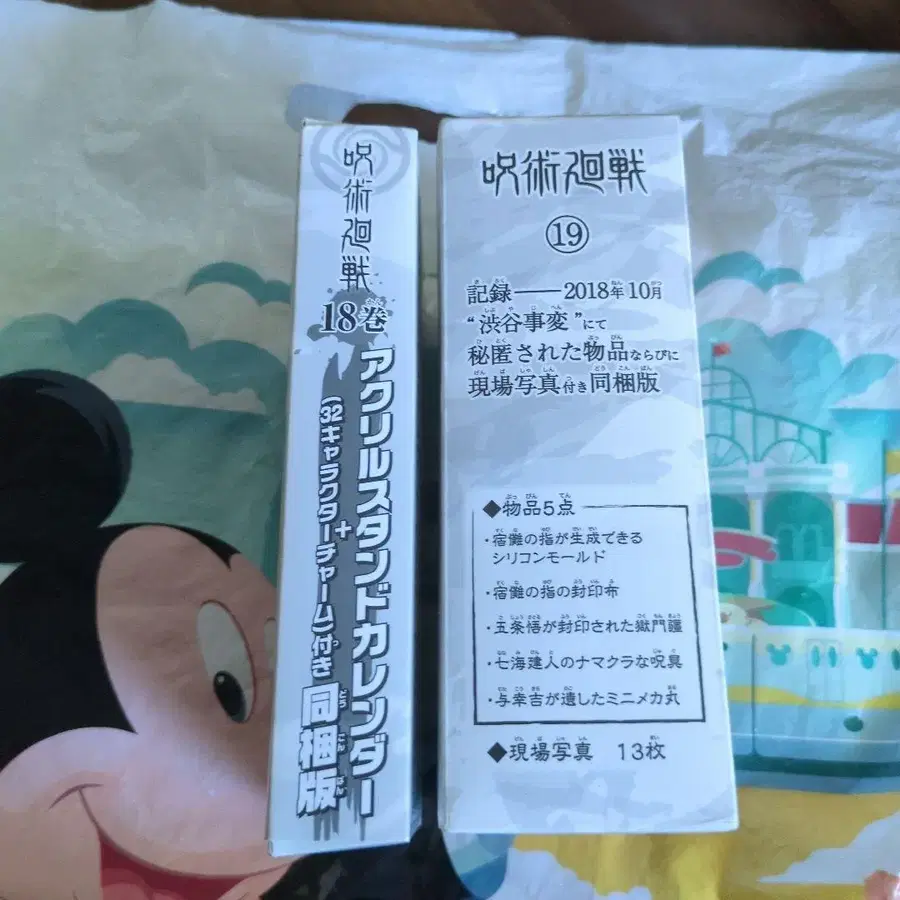 呪術廻戦
18巻
アクリルスタンドカレンダー
+
(32キャラクターチャーム)付き
同梱版
呪術廻戦
⑲
記録――2018年10月
“渋谷事変”にて
秘匿された物品ならびに
現場写真付き同梱版
◆物品5点
・宿儺の指が生成できる
シリコンモールド
・宿儺の指の封印布
・五条悟が封印された獄門疆
・七海建人のナマクラな呪具
・与幸吉が遺したミニメカ丸
◆現場写真 13枚